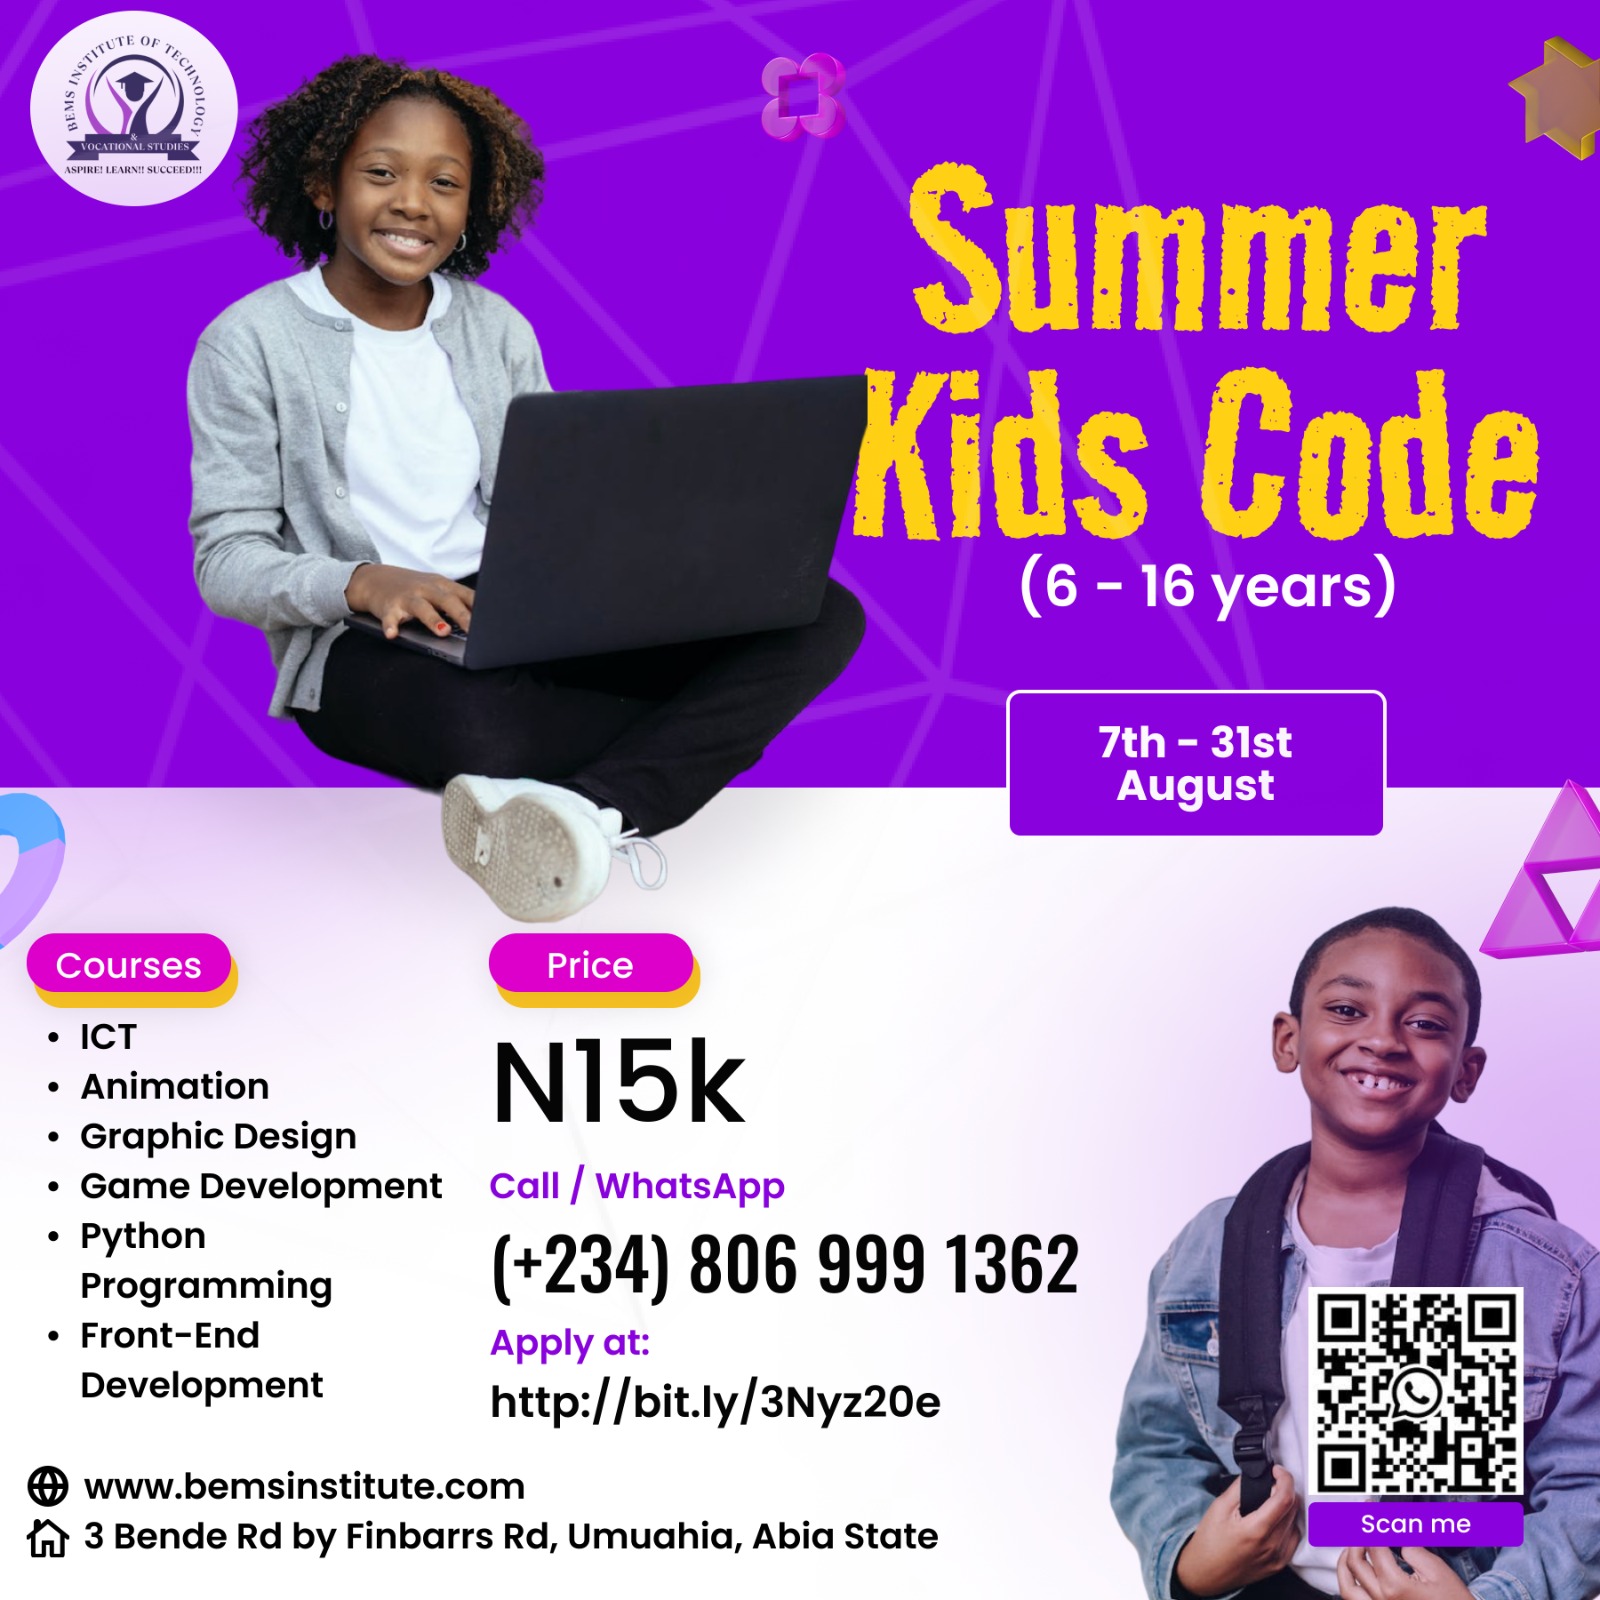 BEMS INSTITUTE OF TECHNOLOGY
&
VOCATIONAL STUDIES
ASPIRE! LEARN!! SUCCEED!!!
Summer
Kids Code
(6 - 16 years)
7th - 31st
August
Courses
• ICT
• Animation
• Graphic Design
• Game Development
• Python
Programming
• Front-End
Development
Price
N15k
Call / WhatsApp
(+234) 806 999 1362
Apply at:
http://bit.ly/3Nyz20e
www.bemsinstitute.com
3 Bende Rd by Finbarrs Rd, Umuahia, Abia State
Scan me